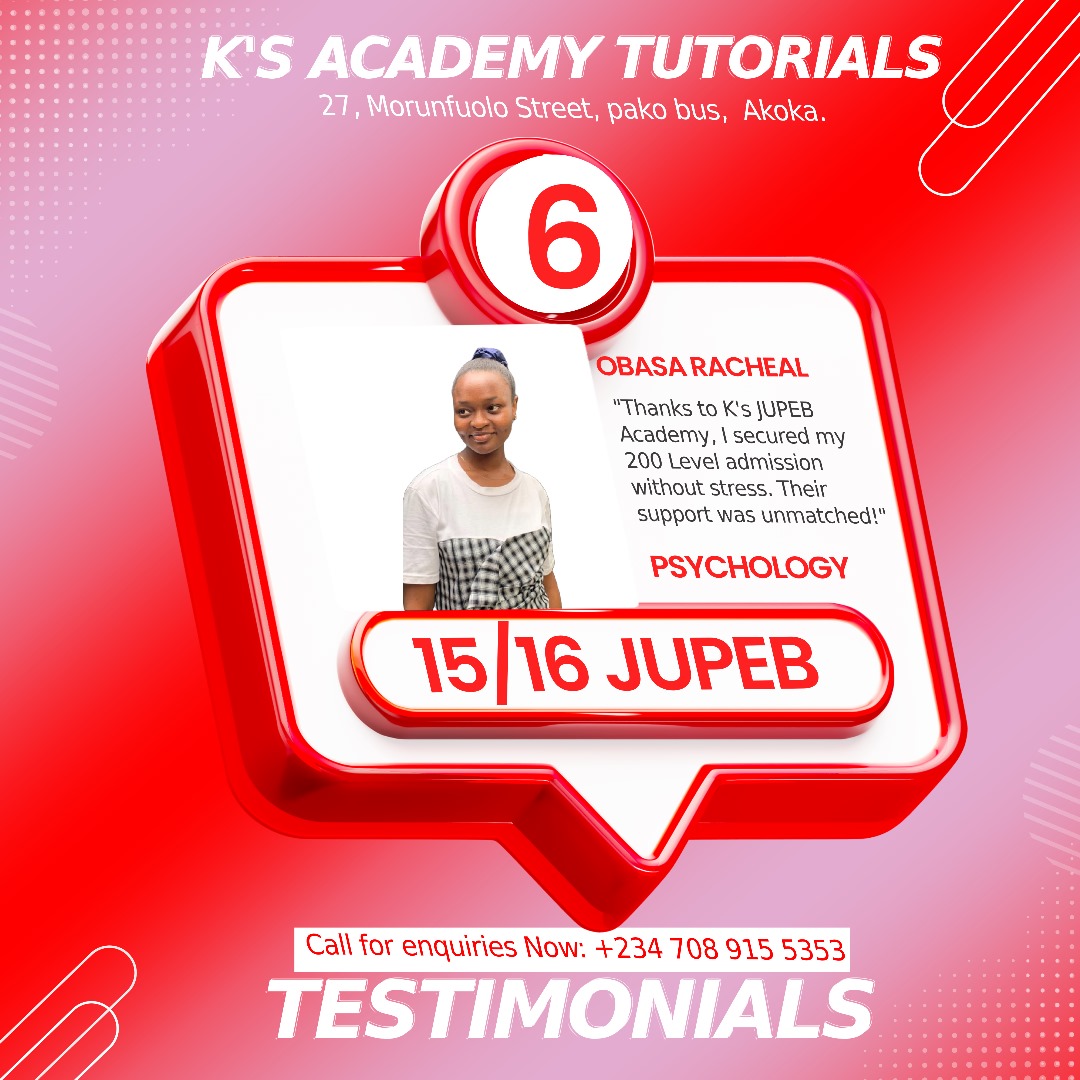 K'S ACADEMY TUTORIALS
27, Morunfuolo Street, pako bus, Akoka.
6
OBASA RACHEAL
"Thanks to K's JUPEB
Academy, I secured my
200 Level admission
without stress. Their
support was unmatched!"
PSYCHOLOGY
15|16 JUPEB
Call for enquiries Now: +234 708 915 5353
TESTIMONIALS